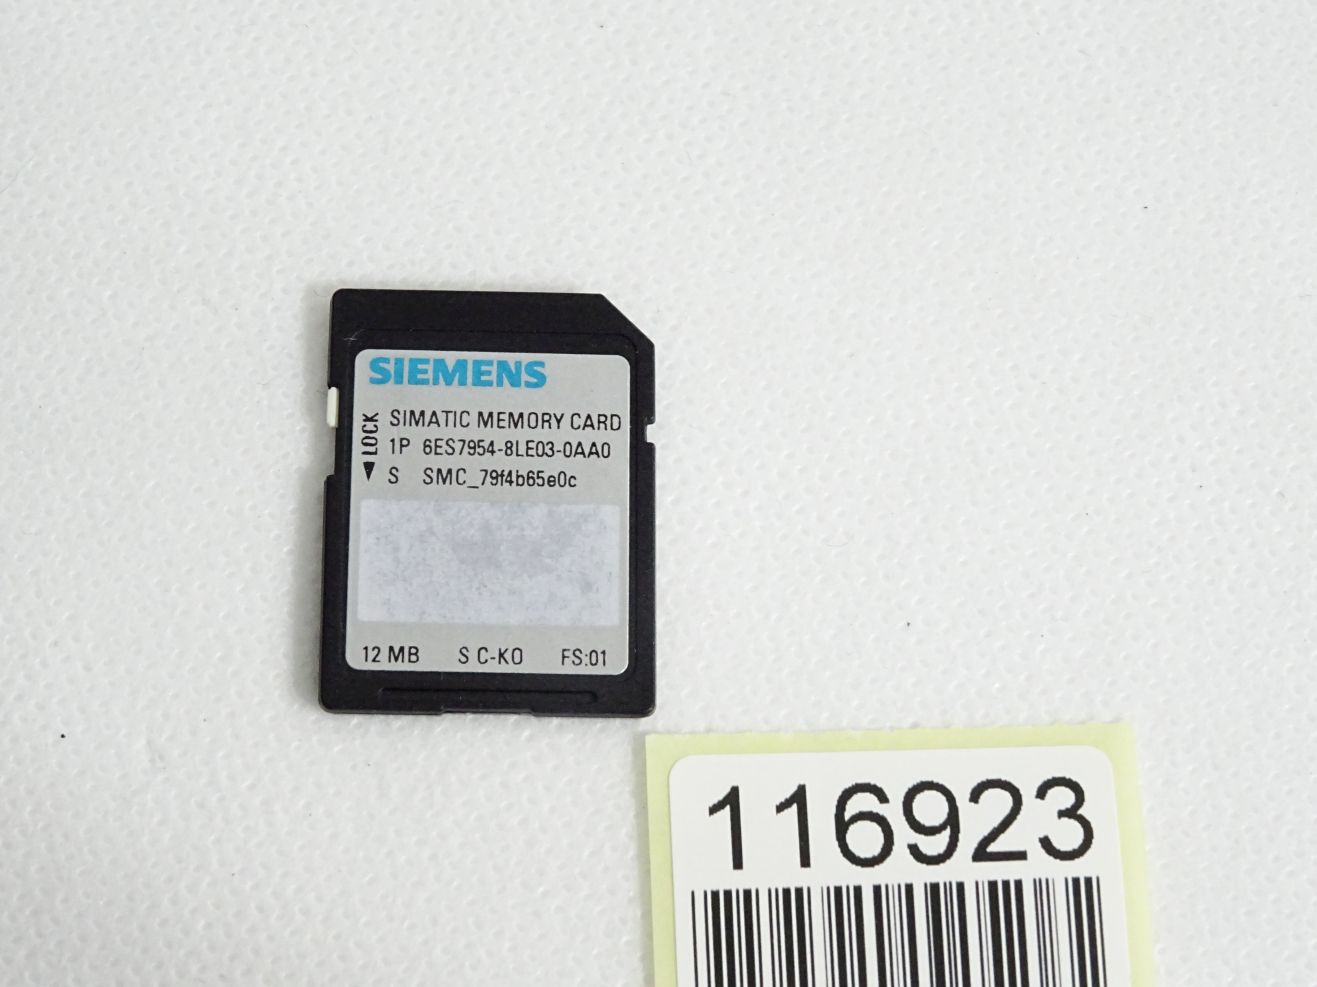 SIEMENS
LOCK
SIMATIC MEMORY CARD
1P 6ES7954-8LE03-0AA0
S SMC_79f4b65e0c
12 MB S C-KO FS:01
116923